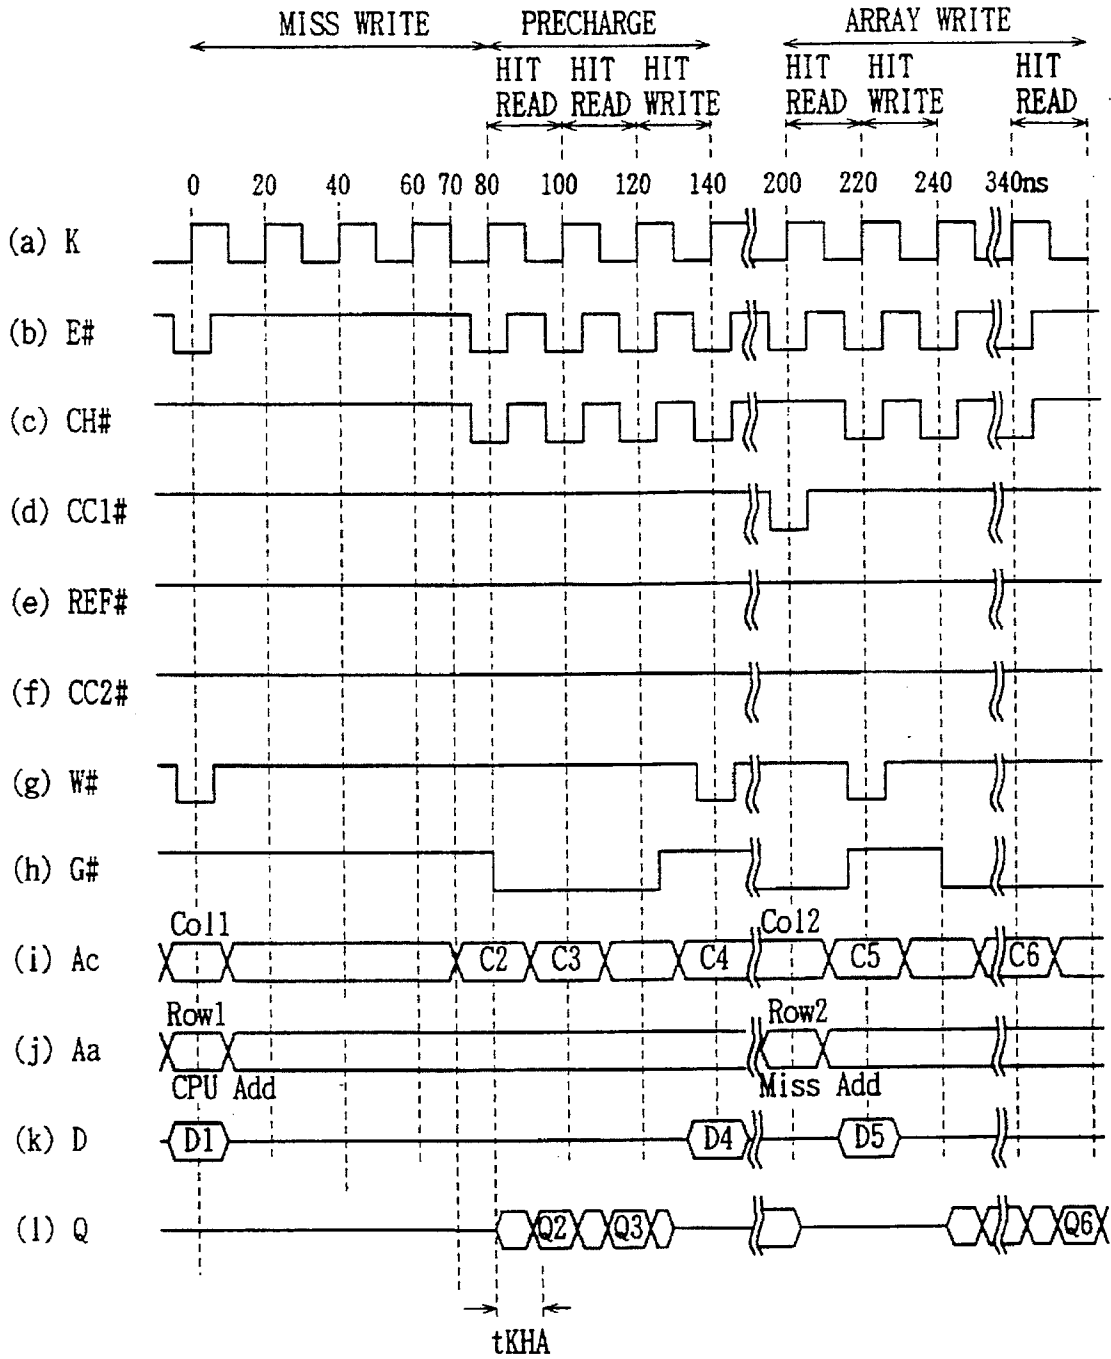 MISS WRITE PRECHARGE ARRAY WRITE
HIT HIT HIT HIT HIT HIT
READ READ WRITE READ WRITE READ
0 20 40 60 70 80 100 120 140 200 220 240 340ns
(a) K
(b) E#
(c) CH#
(d) CC1#
(e) REF#
(f) CC2#
(g) W#
(h) G#
Col1 Col2
(i) Ac C2 C3 C4 C5 C6
Row1 Row2
(j) Aa
CPU Add Miss Add
(k) D D1 D4 D5
(l) Q Q2 Q3 Q6
tKHA